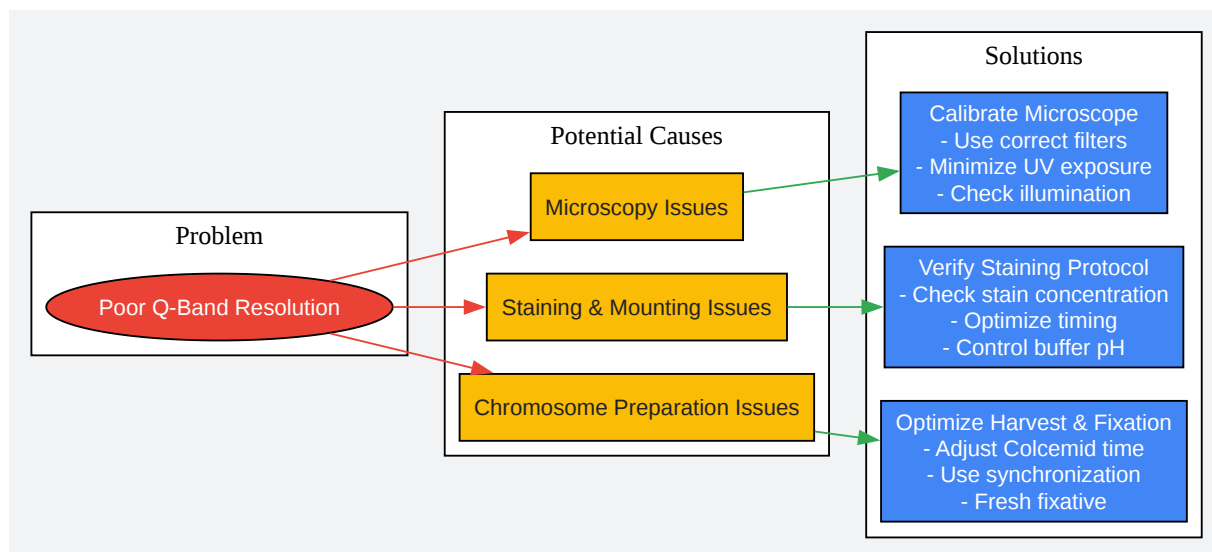 Problem
Poor Q-Band Resolution
Potential Causes
Microscopy Issues
Staining & Mounting Issues
Chromosome Preparation Issues
Solutions
Calibrate Microscope
- Use correct filters
- Minimize UV exposure
- Check illumination
Verify Staining Protocol
- Check stain concentration
- Optimize timing
- Control buffer pH
Optimize Harvest & Fixation
- Adjust Colcemid time
- Use synchronization
- Fresh fixative